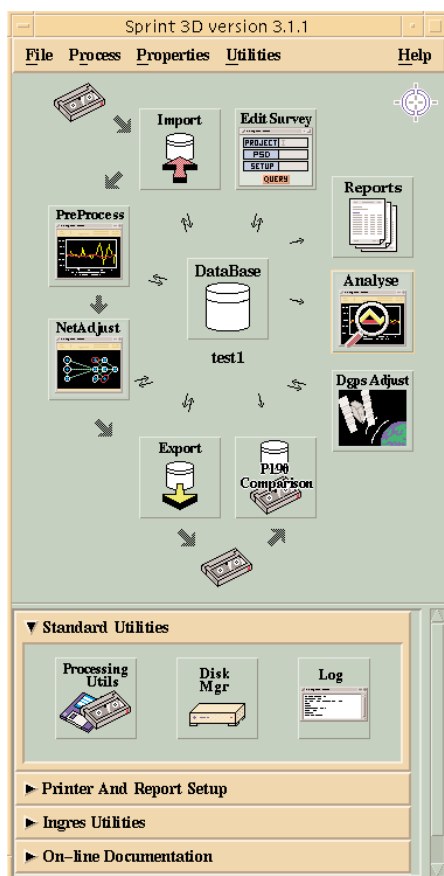 Sprint 3D version 3.1.1
File Process Properties Utilities Help
Import
Edit Survey
PROJECT
PSD
SETUP
QUERY
Reports
PreProcess
DataBase
Analyse
NetAdjust
test1
Dgps Adjust
Export
P190
Comparison
Standard Utilities
Processing
Utils
Disk
Mgr
Log
Printer And Report Setup
Ingres Utilities
On-line Documentation